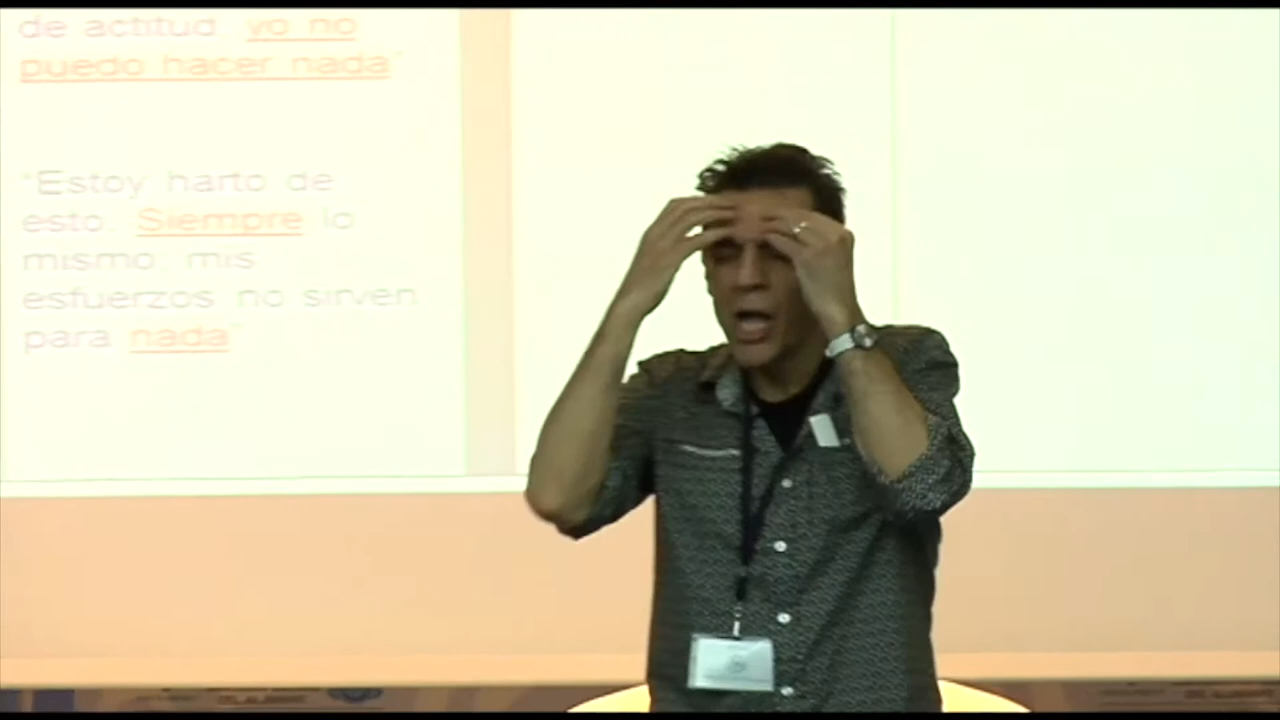 de actitud yo no
puedo hacer nada"
"Estoy harto de
esto. Siempre lo
mismo: mis
esfuerzos no sirven
para nada"